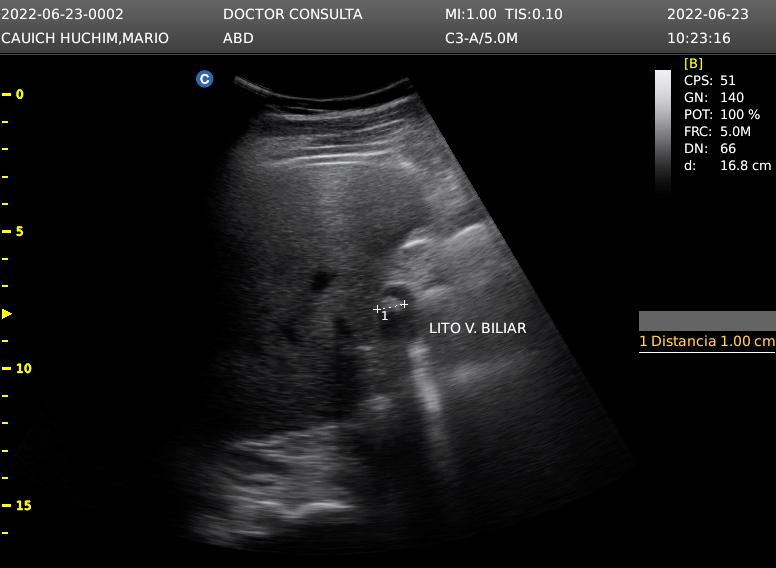 2022-06-23-0002 DOCTOR CONSULTA MI:1.00 TIS:0.10 2022-06-23
CAUICH HUCHIM,MARIO ABD C3-A/5.0M 10:23:16
C
[B]
CPS: 51
GN: 140
POT: 100 %
FRC: 5.0M
DN: 66
d: 16.8 cm
0
5
10
15
1
LITO V. BILIAR
1 Distancia 1.00 cm